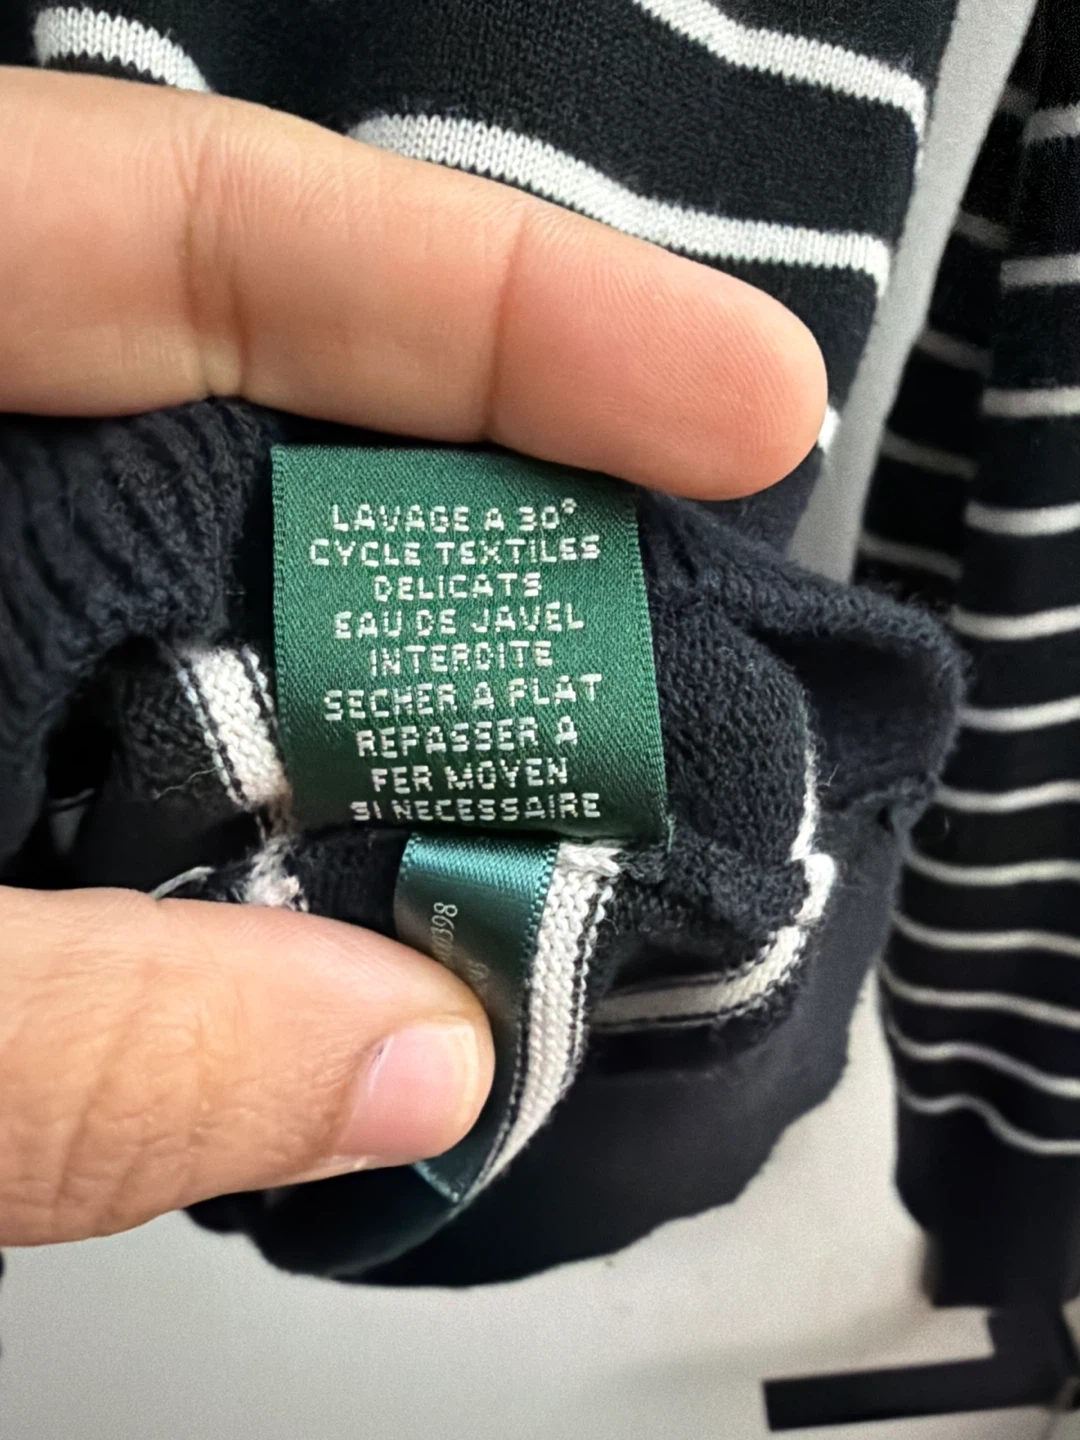 LAVAGE A 30°
CYCLE TEXTILES
DELICATS
EAU DE JAVEL
INTERDITE
SECHER A PLAT
REPASSER A
FER MOYEN
SI NECESSAIRE